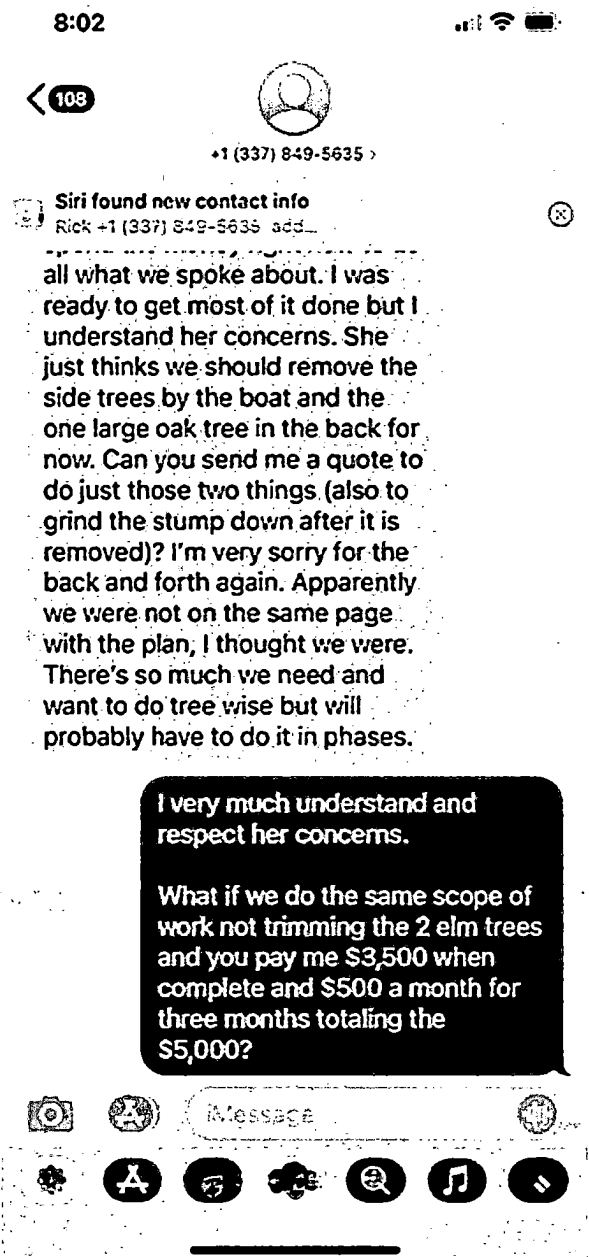 8:02
108
+1 (337) 849-5635 >
Siri found new contact info
Rick +1 (337) 849-5635 add...
all what we spoke about. I was
ready to get most of it done but I
understand her concerns. She
just thinks we should remove the
side trees by the boat and the
one large oak tree in the back for
now. Can you send me a quote to
do just those two things (also to
grind the stump down after it is
removed)? I'm very sorry for the
back and forth again. Apparently
we were not on the same page
with the plan, I thought we were.
There's so much we need and
want to do tree wise but will
probably have to do it in phases.
I very much understand and
respect her concerns.
What if we do the same scope of
work not trimming the 2 elm trees
and you pay me $3,500 when
complete and $500 a month for
three months totaling the
$5,000?
iMessage